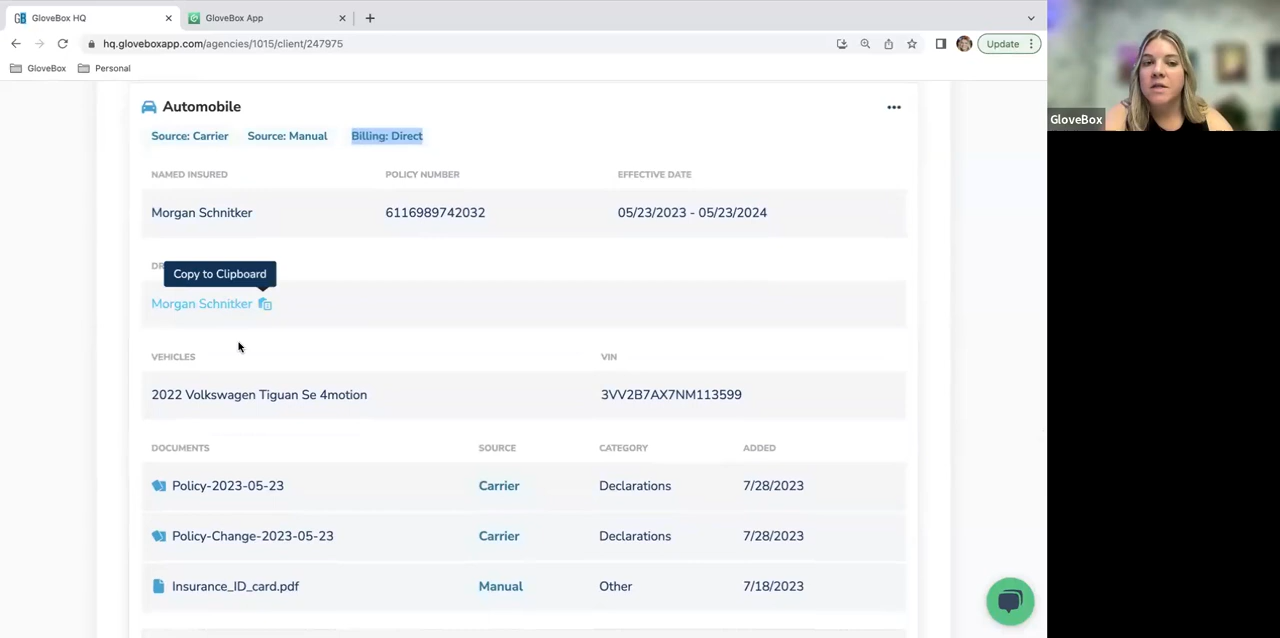 GloveBox HQ
GloveBox App
hq.gloveboxapp.com/agencies/1015/client/247975
Update
GloveBox
Personal
Automobile
Source: Carrier Source: Manual Billing: Direct
NAMED INSURED POLICY NUMBER EFFECTIVE DATE
Morgan Schnitker 6116989742032 05/23/2023 - 05/23/2024
DR
Copy to Clipboard
Morgan Schnitker
VEHICLES VIN
2022 Volkswagen Tiguan Se 4motion 3VV2B7AX7NM113599
DOCUMENTS SOURCE CATEGORY ADDED
Policy-2023-05-23 Carrier Declarations 7/28/2023
Policy-Change-2023-05-23 Carrier Declarations 7/28/2023
Insurance_ID_card.pdf Manual Other 7/18/2023
GloveBox